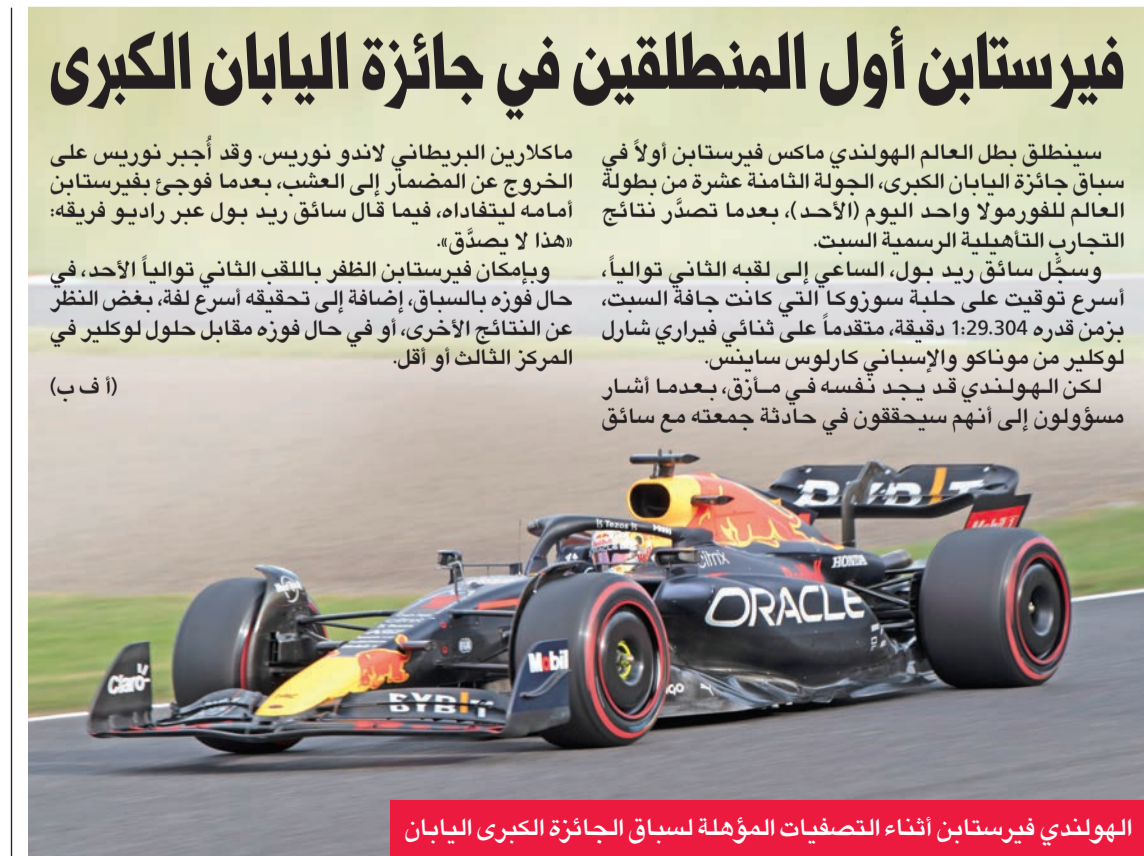 فيرستابن أول المنطلقين في جائزة اليابان الكبرى
سينطلق بطل العالم الهولندي ماكس فيرستابن أولاً في
سباق جائزة اليابان الكبرى، الجولة الثامنة عشرة من بطولة
العالم للفورمولا واحد اليوم (الأحد)، بعدما تصدَّر نتائج
التجارب التأهيلية الرسمية السبت.
وسجَّل سائق ريد بول، الساعي إلى لقبه الثاني توالياً،
أسرع توقيت على حلبة سوزوكا التي كانت جافة السبت،
بزمن قدره 1:29.304 دقيقة، متقدماً على ثنائي فيراري شارل
لوكلير من موناكو والإسباني كارلوس ساينس.
لكن الهولندي قد يجد نفسه في مأزق، بعدما أشار
مسؤولون إلى أنهم سيحققون في حادثة جمعته مع سائق
ماكلارين البريطاني لاندو نوريس. وقد أُجبر نوريس على
الخروج عن المضمار إلى العشب، بعدما فوجئ بفيرستابن
أمامه ليتفاداه، فيما قال سائق ريد بول عبر راديو فريقه:
«هذا لا يصدَّق».
وبإمكان فيرستابن الظفر باللقب الثاني توالياً الأحد، في
حال فوزه بالسباق، إضافة إلى تحقيقه أسرع لفة، بغض النظر
عن النتائج الأخرى، أو في حال فوزه مقابل حلول لوكلير في
المركز الثالث أو أقل.
(أ ف ب)
BYBIT
Mobil 1
Tezos
citrix
HONDA
ORACLE
Mobil
Claro
BYBIT
الهولندي فيرستابن أثناء التصفيات المؤهلة لسباق الجائزة الكبرى اليابان